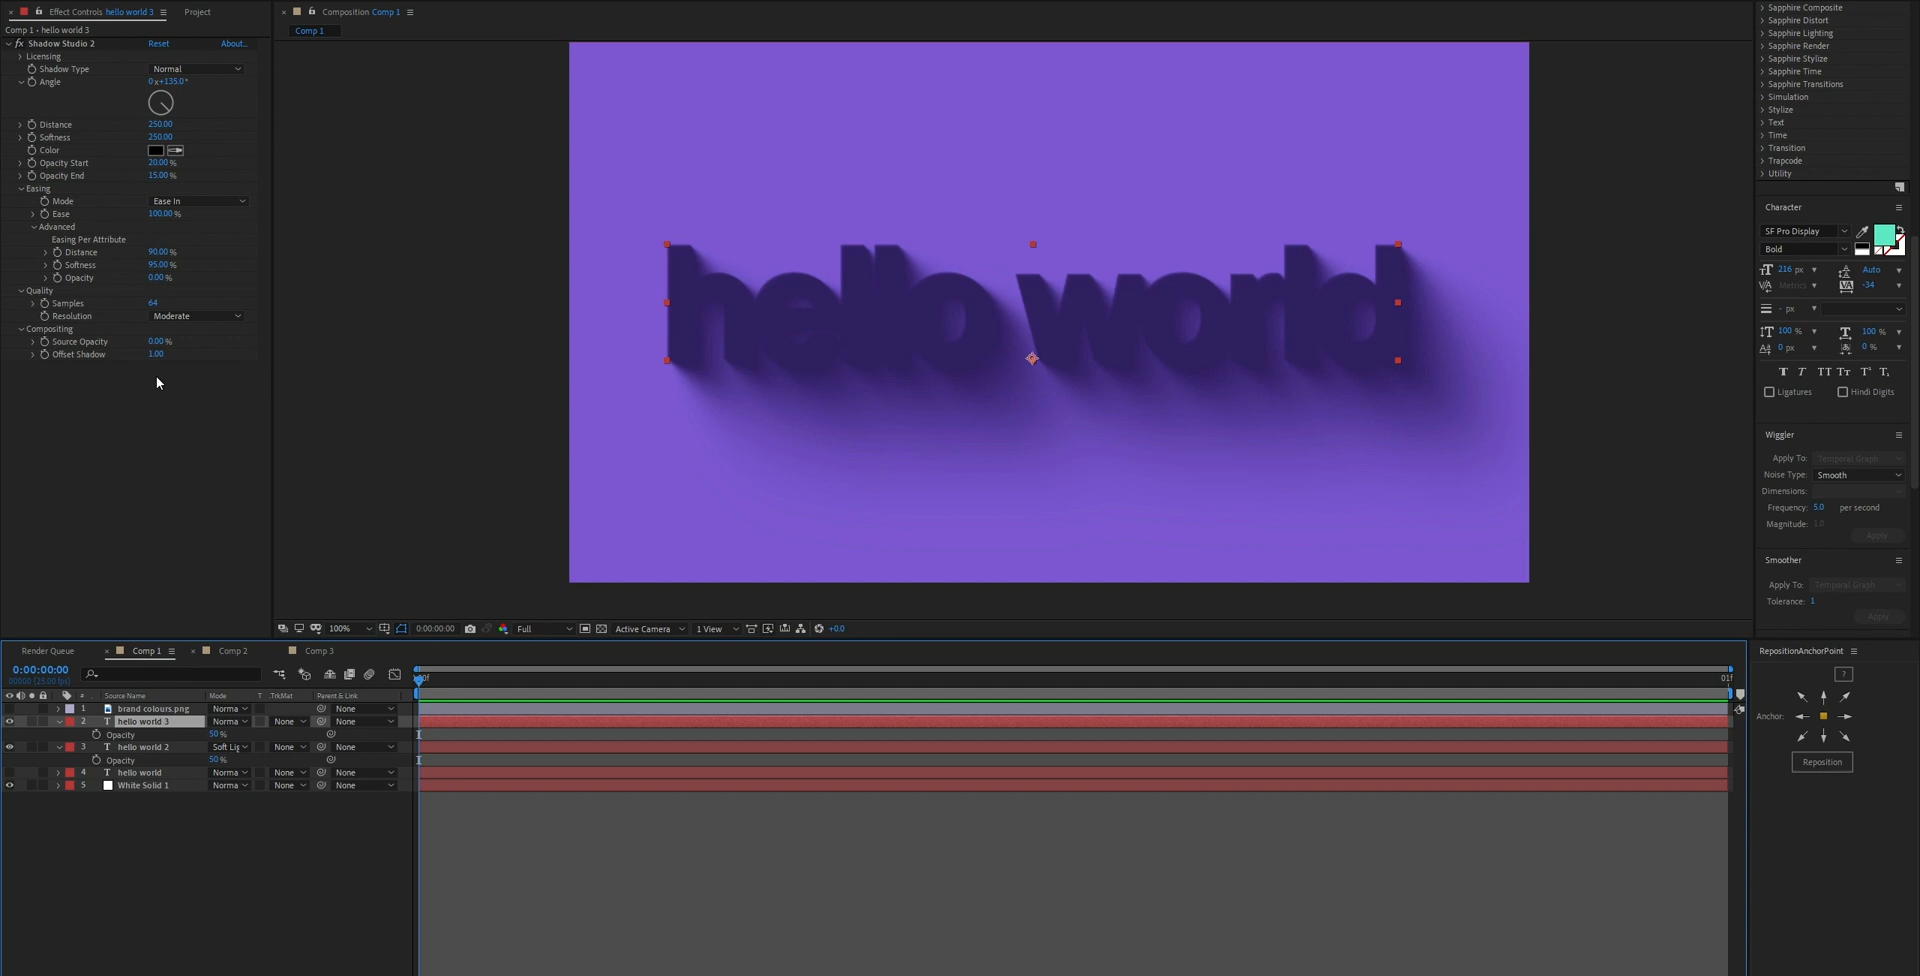 Effect Controls hello world 3
Project
Comp 1 • hello world 3
fx Shadow Studio 2 Reset About...
Licensing
Shadow Type Normal
Angle 0x+135.0°
Distance 250.00
Softness 250.00
Color
Opacity Start 20.00 %
Opacity End 15.00 %
Easing
Mode Ease In
Ease 100.00 %
Advanced
Easing Per Attribute
Distance 90.00 %
Softness 95.00 %
Opacity 0.00 %
Quality
Samples 64
Resolution Moderate
Compositing
Source Opacity 0.00 %
Offset Shadow 1.00
Composition Comp 1
Comp 1
hello world
100% 0:00:00:00 Full Active Camera 1 View +0.0
Sapphire Composite
Sapphire Distort
Sapphire Lighting
Sapphire Render
Sapphire Stylize
Sapphire Time
Sapphire Transitions
Simulation
Stylize
Text
Time
Transition
Trapcode
Utility
Character
SF Pro Display
Bold
216 px Auto
Metrics -34
- px
100 % 100 %
0 px 0 %
T T TT Tr T¹ T₁
Ligatures Hindi Digits
Wiggler
Apply To: Temporal Graph
Noise Type: Smooth
Dimensions:
Frequency: 5.0 per second
Magnitude: 1.0
Apply
Smoother
Apply To: Temporal Graph
Tolerance: 1
Apply
Render Queue Comp 1 Comp 2 Comp 3
0:00:00:00
00000 (25.00 fps)
:00f 01f
# Source Name Mode T .TrkMat Parent & Link
1 brand colours.png Norma None
2 T hello world 3 Norma None None
Opacity 50 %
3 T hello world 2 Soft Lig None None
Opacity 50 %
4 T hello world Norma None None
5 White Solid 1 Norma None None
RepositionAnchorPoint
?
Anchor:
Reposition